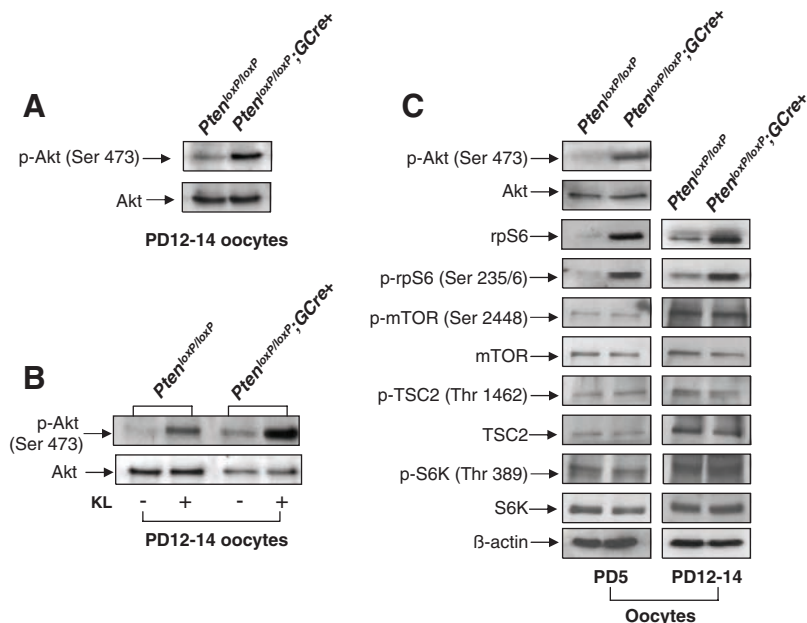 A
Pten loxP/loxP
Pten loxP/loxP;GCre+
p-Akt (Ser 473)
Akt
PD12-14 oocytes
B
Pten loxP/loxP
Pten loxP/loxP;GCre+
p-Akt
(Ser 473)
Akt
KL - + - +
PD12-14 oocytes
C
Pten loxP/loxP
Pten loxP/loxP;GCre+
p-Akt (Ser 473)
Akt
Pten loxP/loxP
Pten loxP/loxP;GCre+
rpS6
p-rpS6 (Ser 235/6)
p-mTOR (Ser 2448)
mTOR
p-TSC2 (Thr 1462)
TSC2
p-S6K (Thr 389)
S6K
ß-actin
PD5 PD12-14
Oocytes